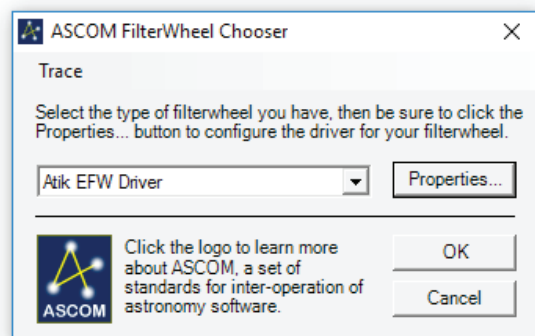 ASCOM FilterWheel Chooser
Trace
Select the type of filterwheel you have, then be sure to click the
Properties... button to configure the driver for your filterwheel.
Atik EFW Driver
Properties...
Click the logo to learn more
about ASCOM, a set of
standards for inter-operation of
astronomy software.
ASCOM
OK
Cancel